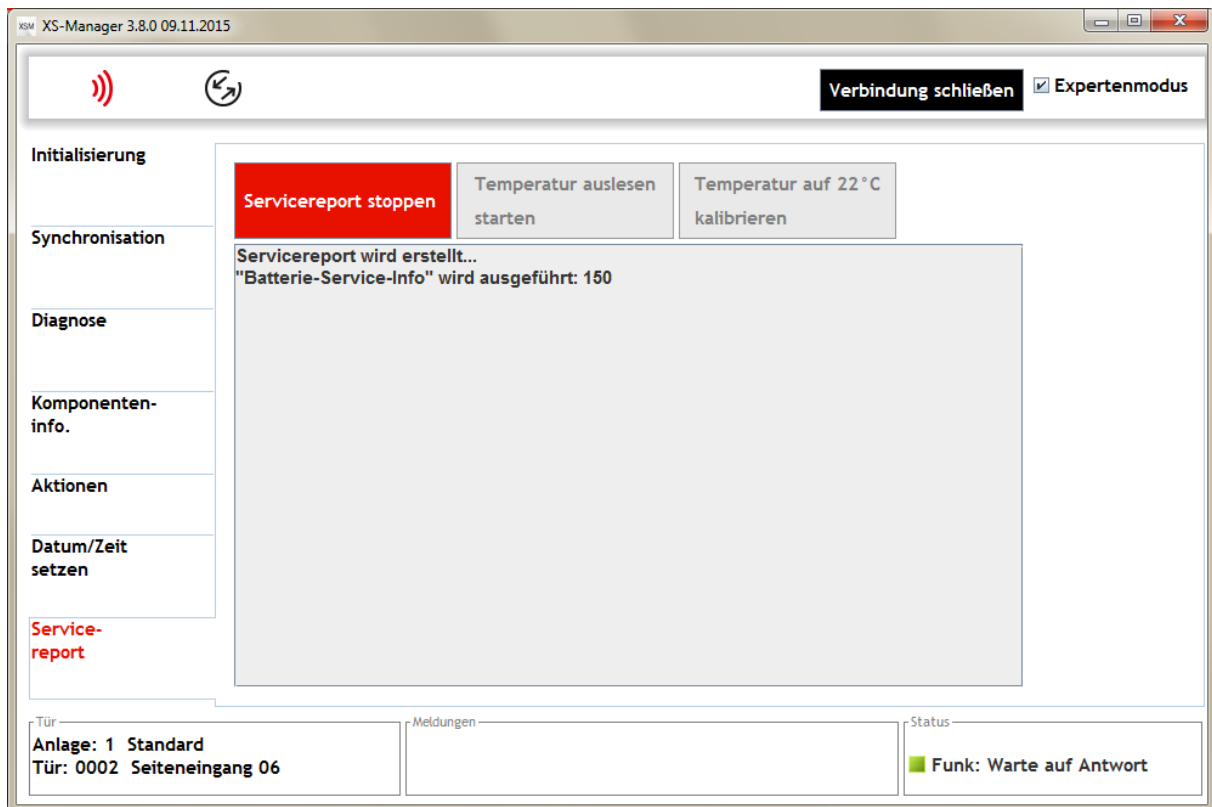 XSM XS-Manager 3.8.0 09.11.2015
Verbindung schließen
Expertenmodus
Initialisierung
Synchronisation
Diagnose
Komponenten-
info.
Aktionen
Datum/Zeit
setzen
Service-
report
Servicereport stoppen
Temperatur auslesen
starten
Temperatur auf 22°C
kalibrieren
Servicereport wird erstellt...
"Batterie-Service-Info" wird ausgeführt: 150
Tür
Anlage: 1 Standard
Tür: 0002 Seiteneingang 06
Meldungen
Status
Funk: Warte auf Antwort